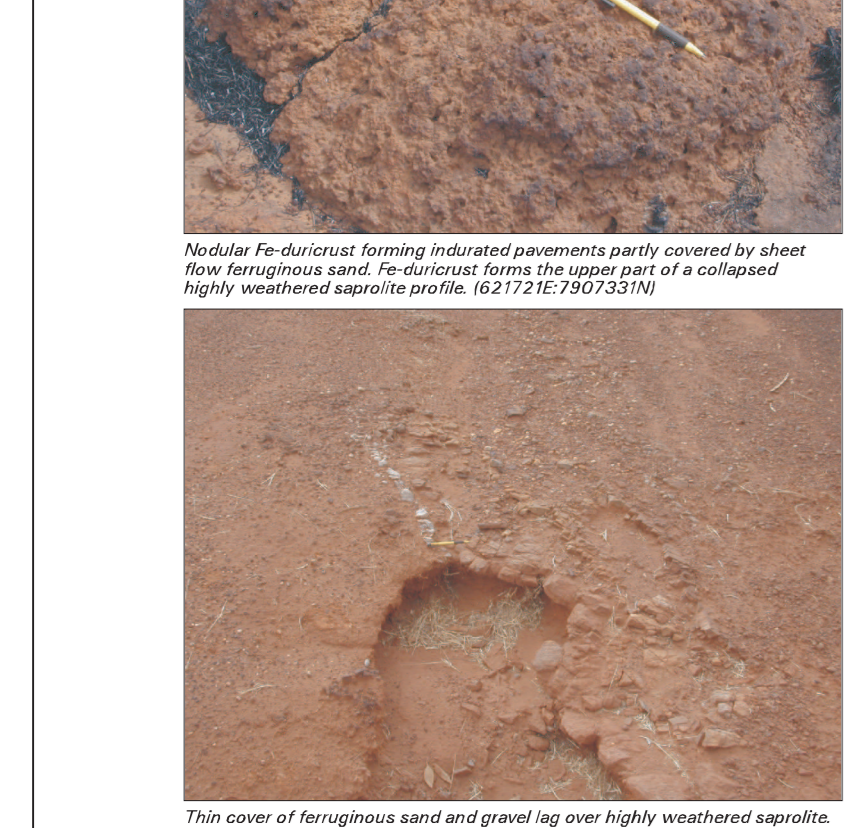 Nodular Fe-duricrust forming indurated pavements partly covered by sheet
flow ferruginous sand. Fe-duricrust forms the upper part of a collapsed
highly weathered saprolite profile. (621721E:7907331N)
Thin cover of ferruginous sand and gravel lag over highly weathered saprolite.